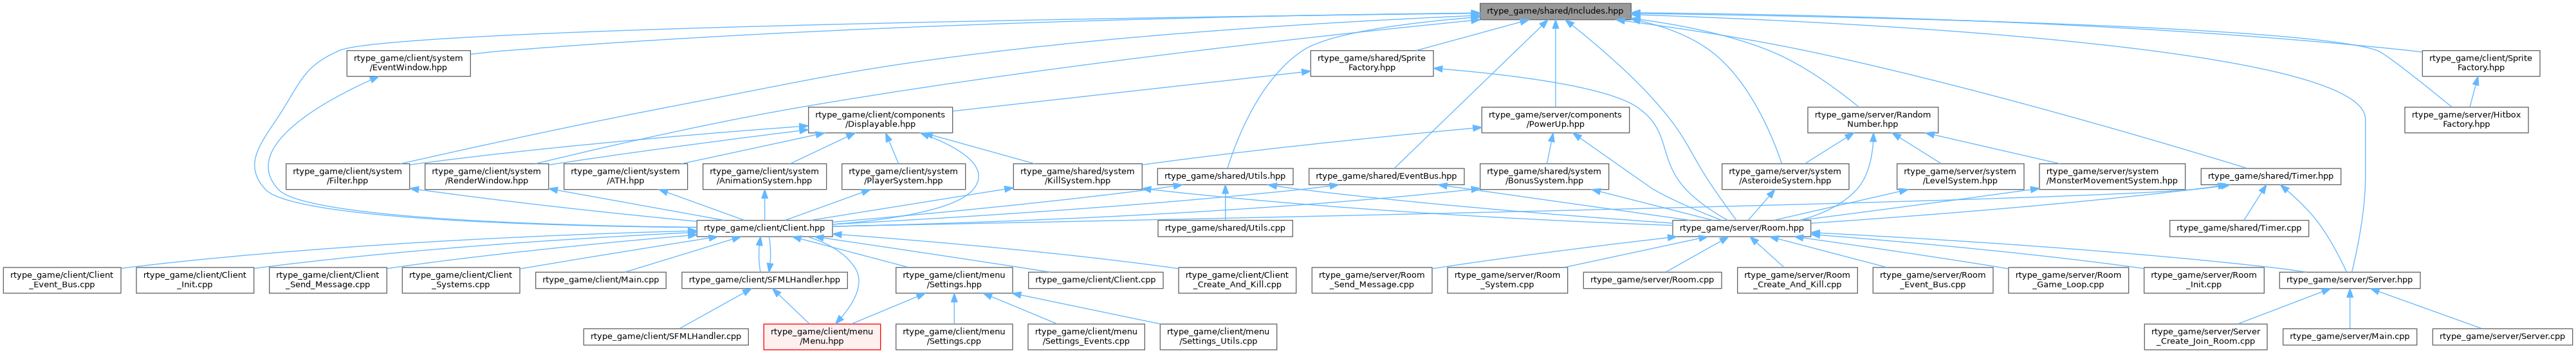 rtype_game/shared/Includes.hpp
rtype_game/client/system
/EventWindow.hpp
rtype_game/shared/Sprite
Factory.hpp
rtype_game/client/Sprite
Factory.hpp
rtype_game/client/components
/Displayable.hpp
rtype_game/server/components
/PowerUp.hpp
rtype_game/server/Random
Number.hpp
rtype_game/server/Hitbox
Factory.hpp
rtype_game/client/system
/Filter.hpp
rtype_game/client/system
/RenderWindow.hpp
rtype_game/client/system
/ATH.hpp
rtype_game/client/system
/AnimationSystem.hpp
rtype_game/client/system
/PlayerSystem.hpp
rtype_game/shared/system
/KillSystem.hpp
rtype_game/shared/Utils.hpp
rtype_game/shared/EventBus.hpp
rtype_game/shared/system
/BonusSystem.hpp
rtype_game/server/system
/AsteroideSystem.hpp
rtype_game/server/system
/LevelSystem.hpp
rtype_game/server/system
/MonsterMovementSystem.hpp
rtype_game/shared/Timer.hpp
rtype_game/client/Client.hpp
rtype_game/shared/Utils.cpp
rtype_game/server/Room.hpp
rtype_game/shared/Timer.cpp
rtype_game/client/Client
_Event_Bus.cpp
rtype_game/client/Client
_Init.cpp
rtype_game/client/Client
_Send_Message.cpp
rtype_game/client/Client
_Systems.cpp
rtype_game/client/Main.cpp
rtype_game/client/SFMLHandler.hpp
rtype_game/client/menu
/Settings.hpp
rtype_game/client/Client.cpp
rtype_game/client/Client
_Create_And_Kill.cpp
rtype_game/server/Room
_Send_Message.cpp
rtype_game/server/Room
_System.cpp
rtype_game/server/Room.cpp
rtype_game/server/Room
_Create_And_Kill.cpp
rtype_game/server/Room
_Event_Bus.cpp
rtype_game/server/Room
_Game_Loop.cpp
rtype_game/server/Room
_Init.cpp
rtype_game/server/Server.hpp
rtype_game/client/SFMLHandler.cpp
rtype_game/client/menu
/Menu.hpp
rtype_game/client/menu
/Settings.cpp
rtype_game/client/menu
/Settings_Events.cpp
rtype_game/client/menu
/Settings_Utils.cpp
rtype_game/server/Server
_Create_Join_Room.cpp
rtype_game/server/Main.cpp
rtype_game/server/Server.cpp